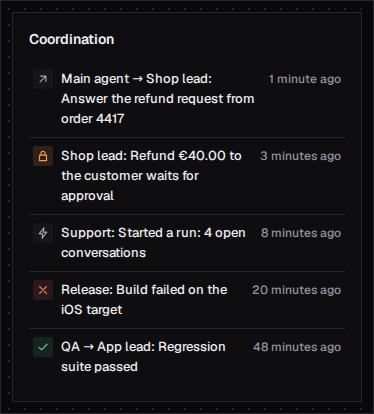 Coordination
Main agent → Shop lead: 1 minute ago
Answer the refund request from
order 4417
Shop lead: Refund €40.00 to 3 minutes ago
the customer waits for
approval
Support: Started a run: 4 open 8 minutes ago
conversations
Release: Build failed on the 20 minutes ago
iOS target
QA → App lead: Regression 48 minutes ago
suite passed